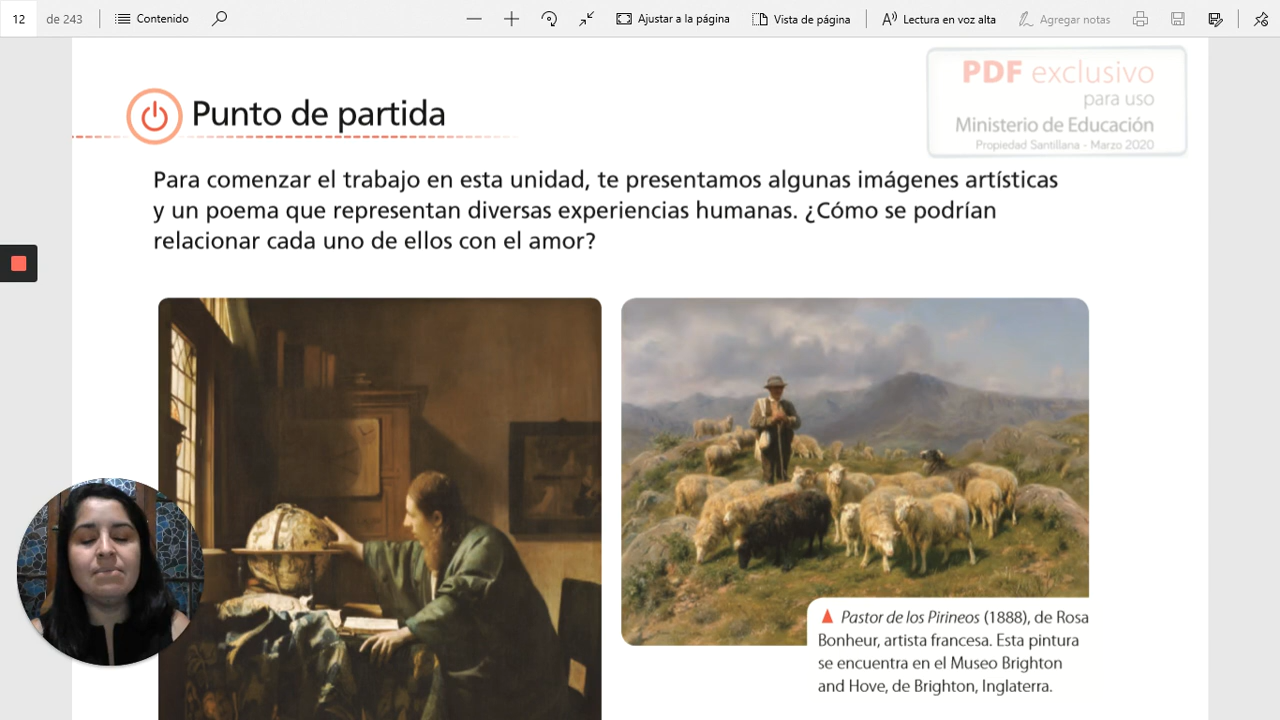 12 de 243 Contenido Ajustar a la página Vista de página Lectura en voz alta Agregar notas
PDF exclusivo
para uso
Ministerio de Educación
Propiedad Santillana - Marzo 2020
Punto de partida
Para comenzar el trabajo en esta unidad, te presentamos algunas imágenes artísticas
y un poema que representan diversas experiencias humanas. ¿Cómo se podrían
relacionar cada uno de ellos con el amor?
Pastor de los Pirineos (1888), de Rosa
Bonheur, artista francesa. Esta pintura
se encuentra en el Museo Brighton
and Hove, de Brighton, Inglaterra.